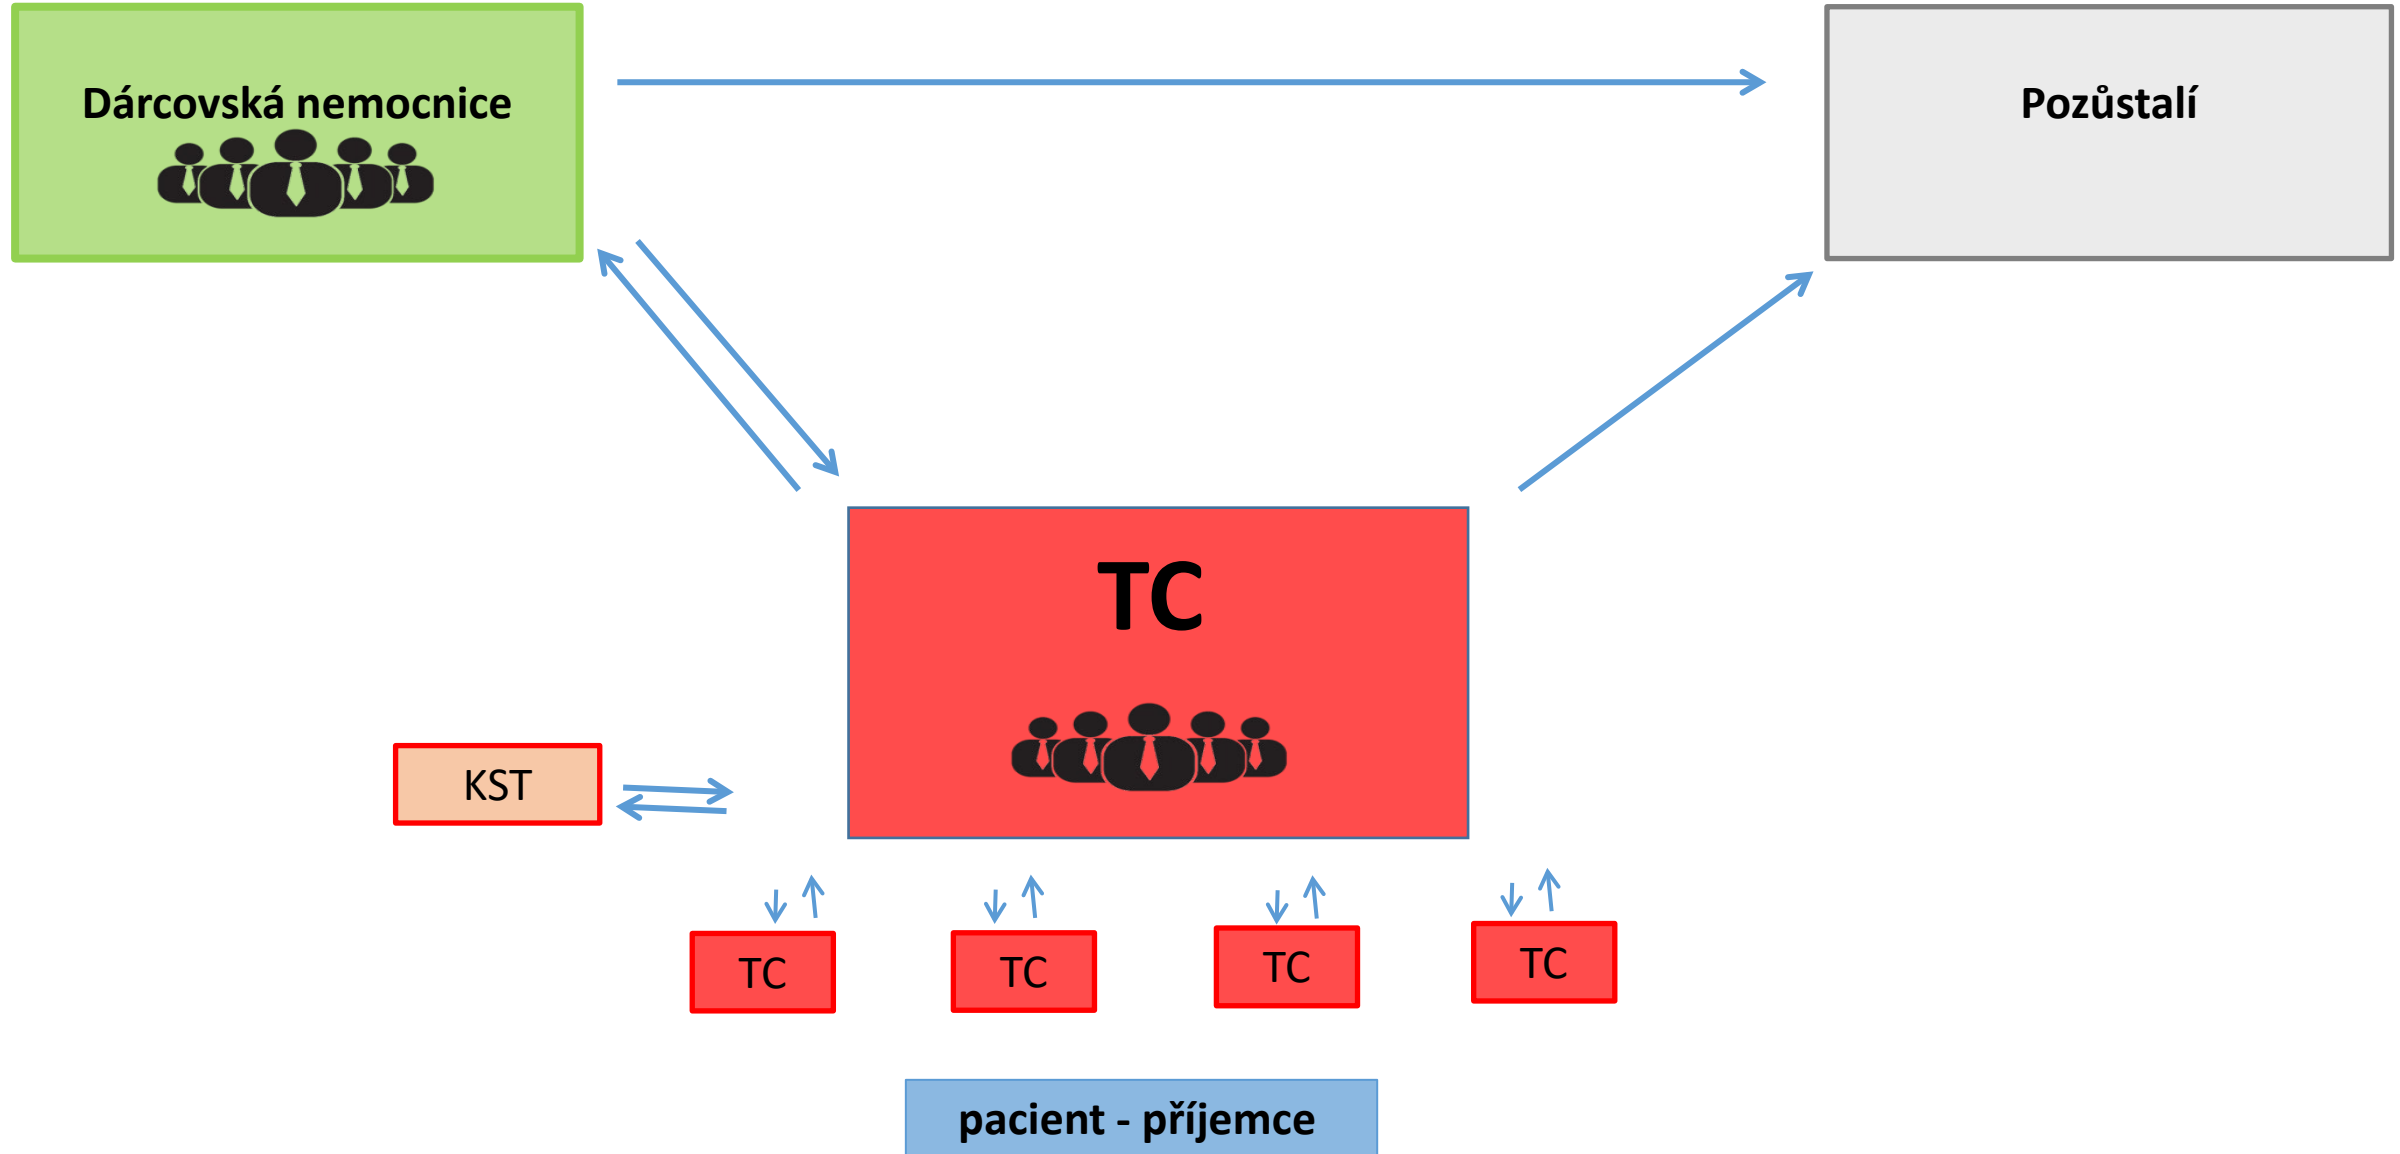 Dárcovská nemocnice
Pozůstalí
TC
KST
TC
TC
TC
TC
pacient - příjemce